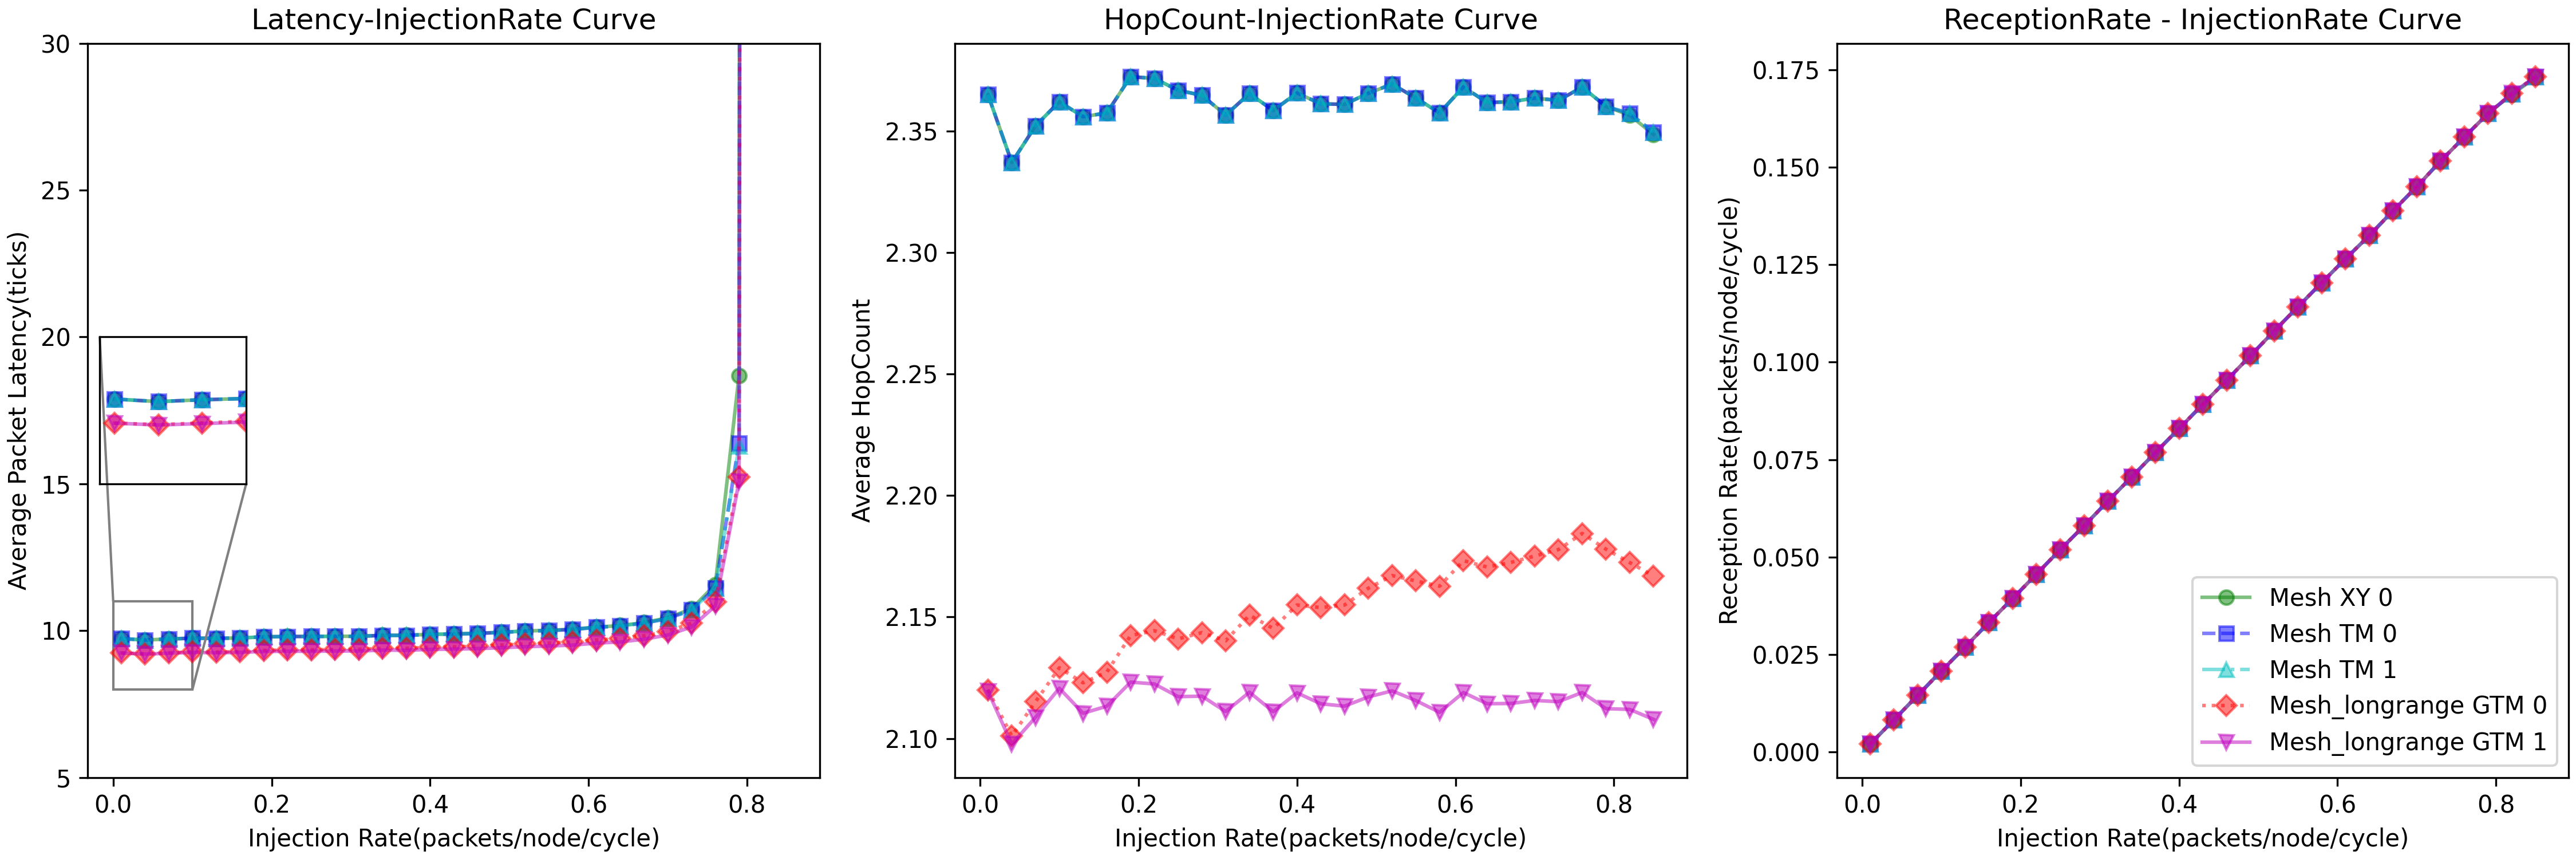 Latency-InjectionRate Curve
30
25
20
15
10
5
Average Packet Latency(ticks)
0.0 0.2 0.4 0.6 0.8
Injection Rate(packets/node/cycle)
HopCount-InjectionRate Curve
2.35
2.30
2.25
2.20
2.15
2.10
Average HopCount
0.0 0.2 0.4 0.6 0.8
Injection Rate(packets/node/cycle)
ReceptionRate - InjectionRate Curve
0.175
0.150
0.125
0.100
0.075
0.050
0.025
0.000
Reception Rate(packets/node/cycle)
Mesh XY 0
Mesh TM 0
Mesh TM 1
Mesh_longrange GTM 0
Mesh_longrange GTM 1
0.0 0.2 0.4 0.6 0.8
Injection Rate(packets/node/cycle)